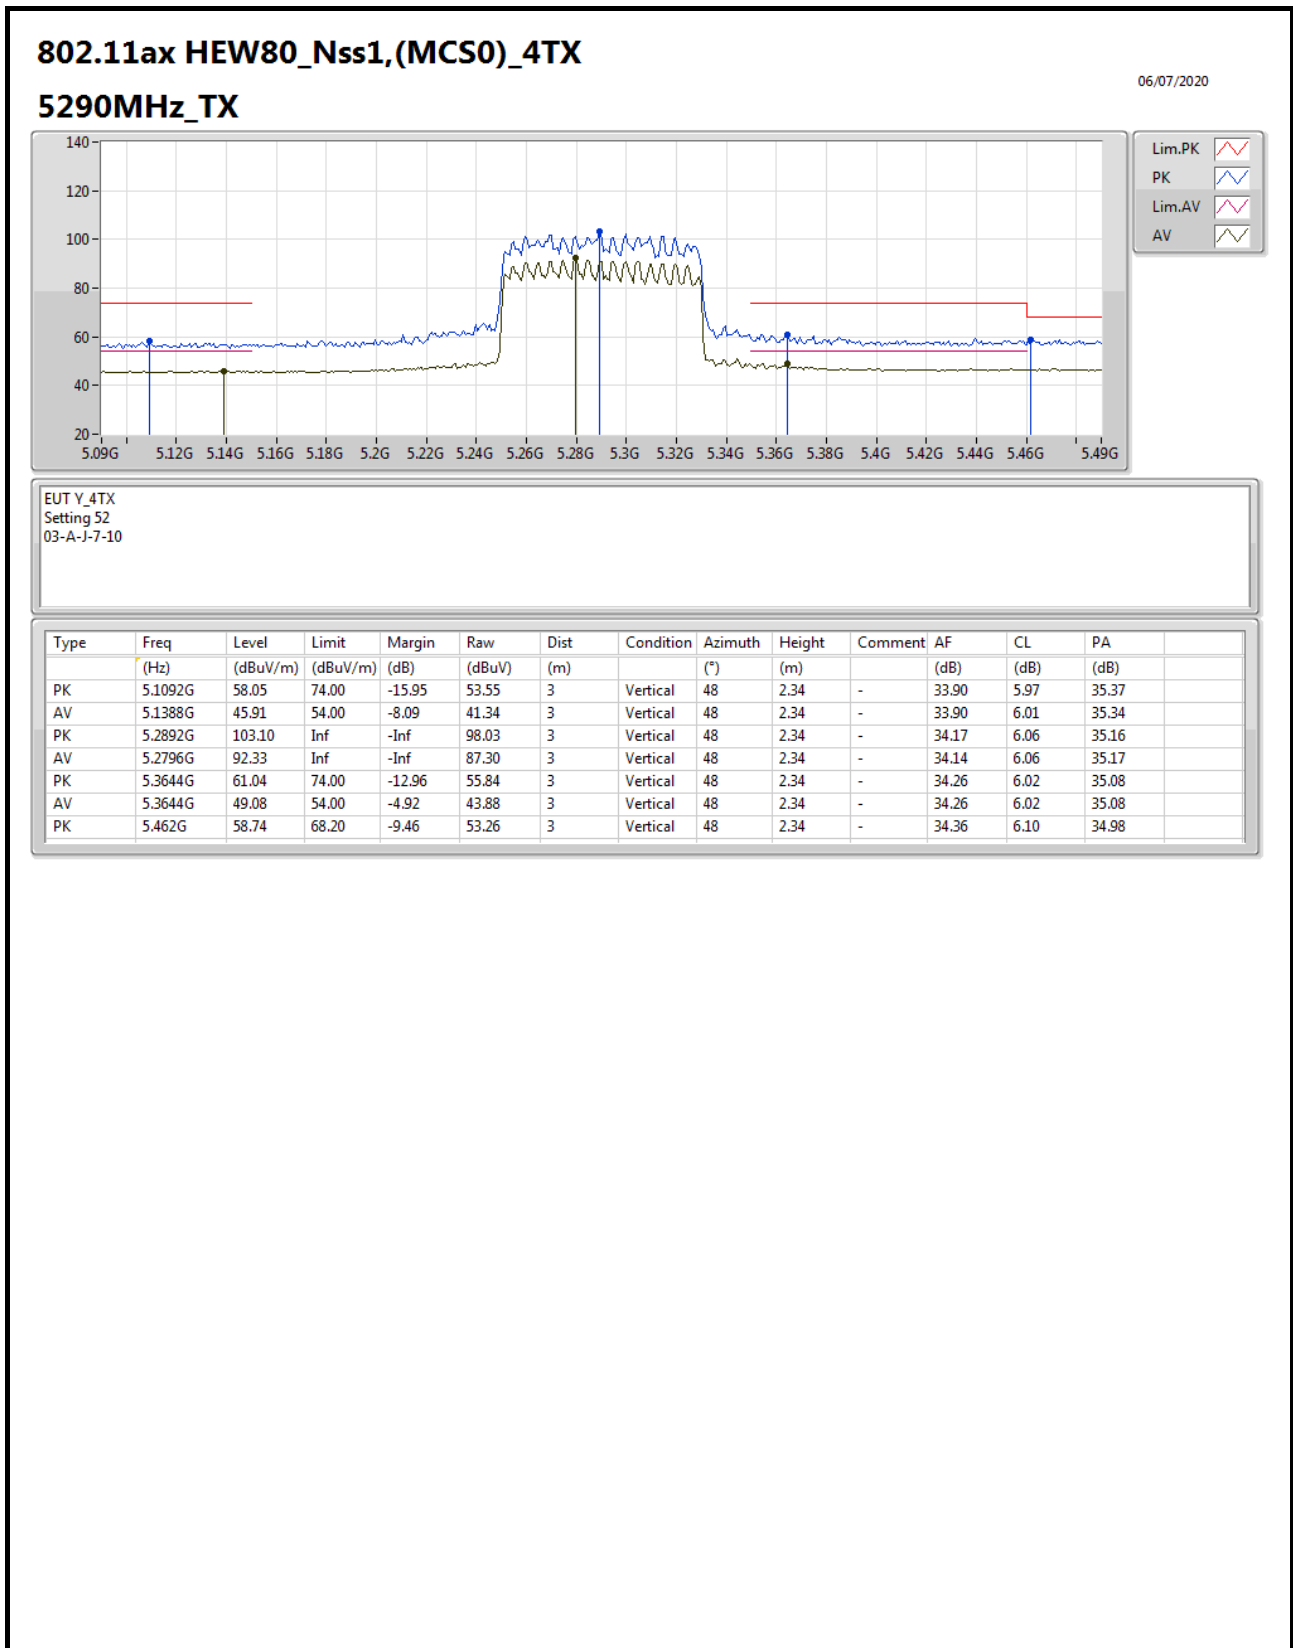 802.11ax HEW80_Nss1,(MCS0)_4TX
06/07/2020
5290MHz_TX
Lim.PK
PK
Lim.AV
AV
140
120
100
80
60
40
20
5.09G 5.12G 5.14G 5.16G 5.18G 5.2G 5.22G 5.24G 5.26G 5.28G 5.3G 5.32G 5.34G 5.36G 5.38G 5.4G 5.42G 5.44G 5.46G 5.49G
EUT Y_4TX
Setting 52
03-A-J-7-10
Type Freq Level Limit Margin Raw Dist Condition Azimuth Height Comment AF CL PA
(Hz) (dBuV/m) (dBuV/m) (dB) (dBuV) (m) (°) (m) (dB) (dB) (dB)
PK 5.1092G 58.05 74.00 -15.95 53.55 3 Vertical 48 2.34 - 33.90 5.97 35.37
AV 5.1388G 45.91 54.00 -8.09 41.34 3 Vertical 48 2.34 - 33.90 6.01 35.34
PK 5.2892G 103.10 Inf -Inf 98.03 3 Vertical 48 2.34 - 34.17 6.06 35.16
AV 5.2796G 92.33 Inf -Inf 87.30 3 Vertical 48 2.34 - 34.14 6.06 35.17
PK 5.3644G 61.04 74.00 -12.96 55.84 3 Vertical 48 2.34 - 34.26 6.02 35.08
AV 5.3644G 49.08 54.00 -4.92 43.88 3 Vertical 48 2.34 - 34.26 6.02 35.08
PK 5.462G 58.74 68.20 -9.46 53.26 3 Vertical 48 2.34 - 34.36 6.10 34.98